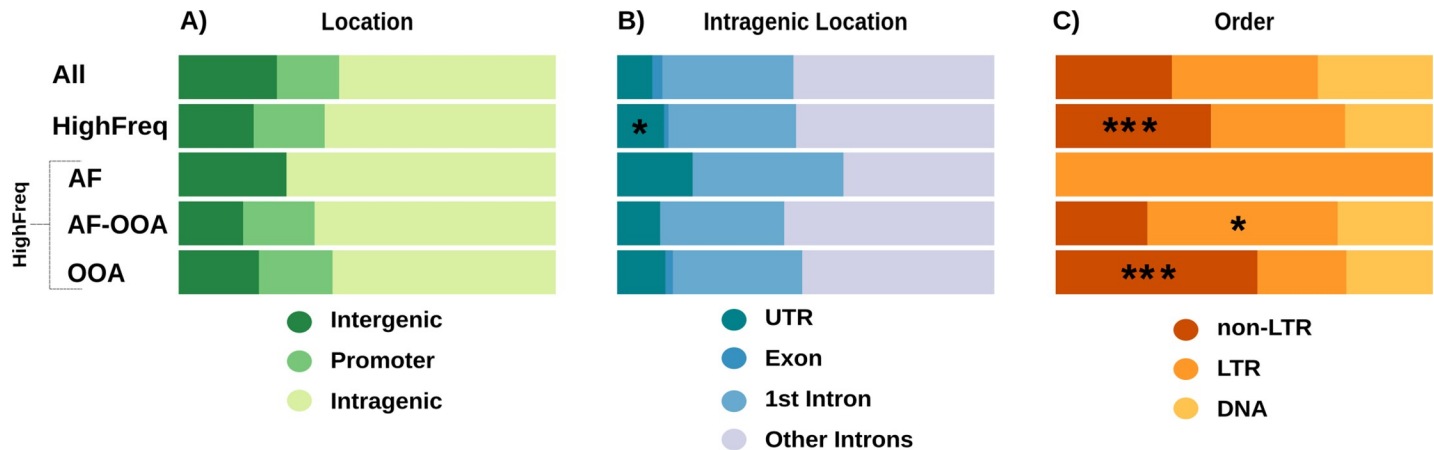 A) Location
B) Intragenic Location
C) Order
All
HighFreq
*
***
HighFreq
AF
AF-OOA
*
OOA
***
Intergenic
Promoter
Intragenic
UTR
Exon
1st Intron
Other Introns
non-LTR
LTR
DNA